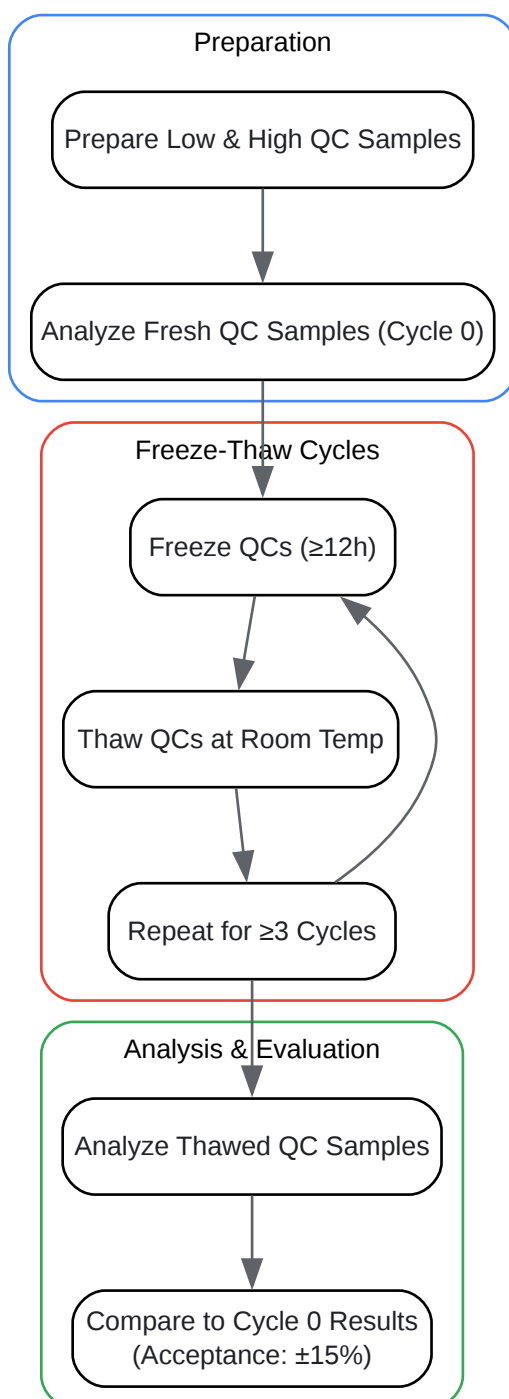 Preparation
Prepare Low & High QC Samples
Analyze Fresh QC Samples (Cycle 0)
Freeze-Thaw Cycles
Freeze QCs (≥12h)
Thaw QCs at Room Temp
Repeat for ≥3 Cycles
Analysis & Evaluation
Analyze Thawed QC Samples
Compare to Cycle 0 Results
(Acceptance: ±15%)